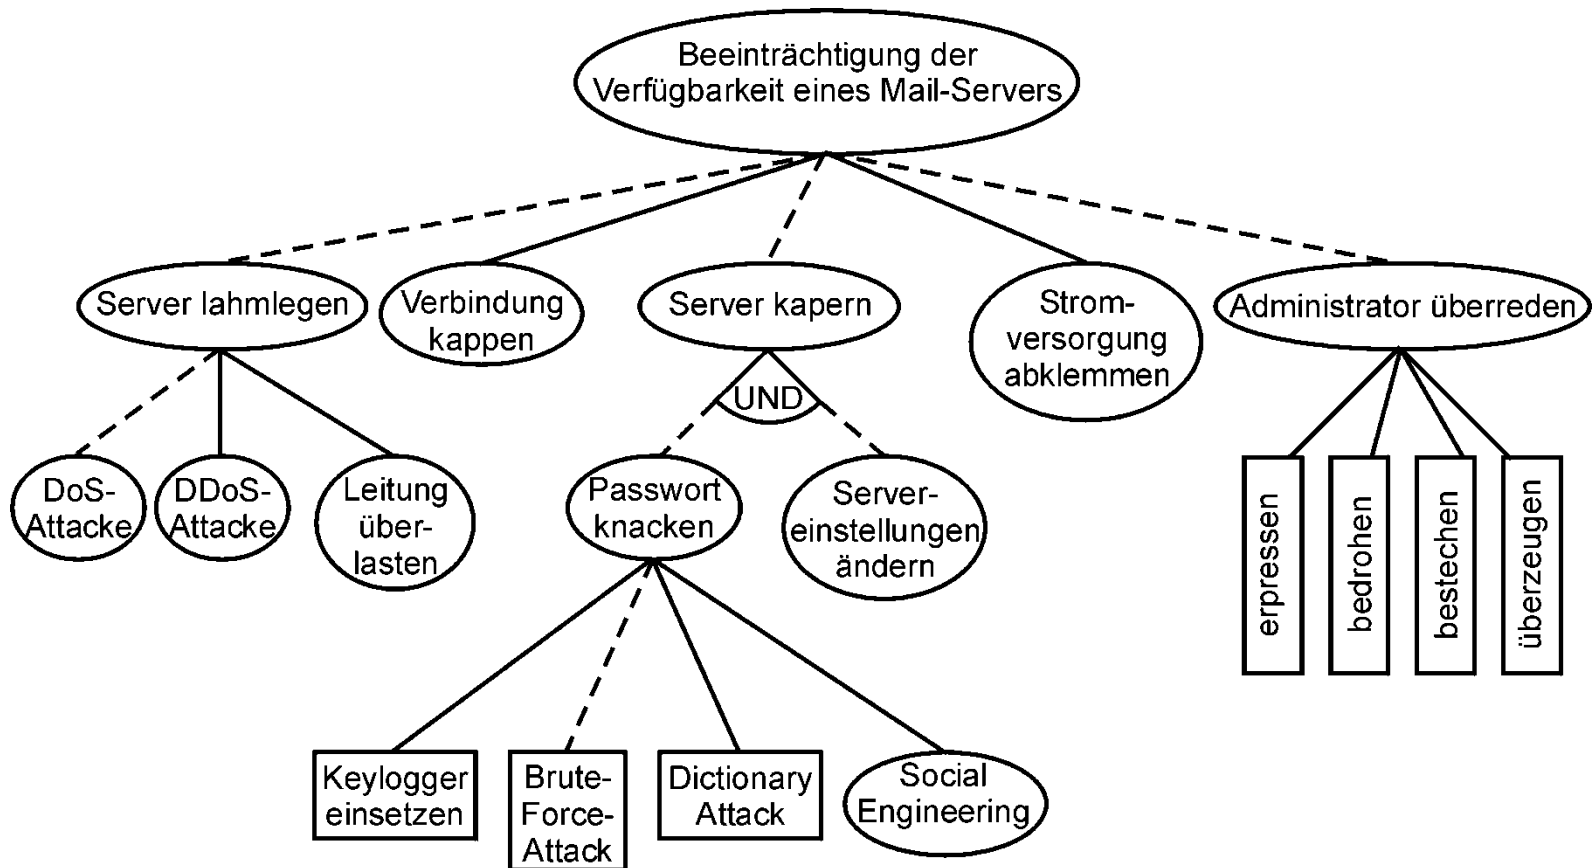 Beeinträchtigung der
Verfügbarkeit eines Mail-Servers
Server lahmlegen
Verbindung
kappen
Server kapern
Strom-
versorgung
abklemmen
Administrator überreden
UND
DoS-
Attacke
DDoS-
Attacke
Leitung
über-
lasten
Passwort
knacken
Server-
einstellungen
ändern
erpressen
bedrohen
bestechen
überzeugen
Keylogger
einsetzen
Brute-
Force-
Attack
Dictionary
Attack
Social
Engineering